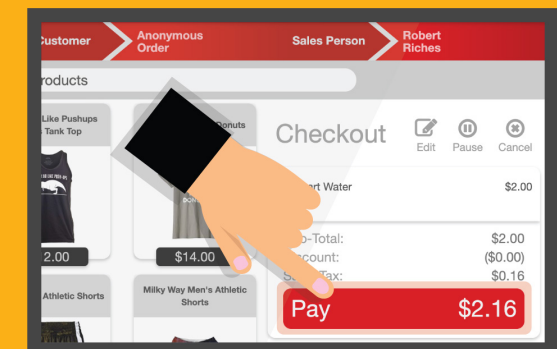 Customer
Anonymous
Order
Sales Person
Robert
Riches
roducts
Like Pushups
Tank Top
Donuts
Checkout
Edit
Pause
Cancel
Water
$2.00
2.00
$14.00
-Total:
$2.00
count:
($0.00)
Tax:
$0.16
Athletic Shorts
Milky Way Men's Athletic
Shorts
Pay
$2.16